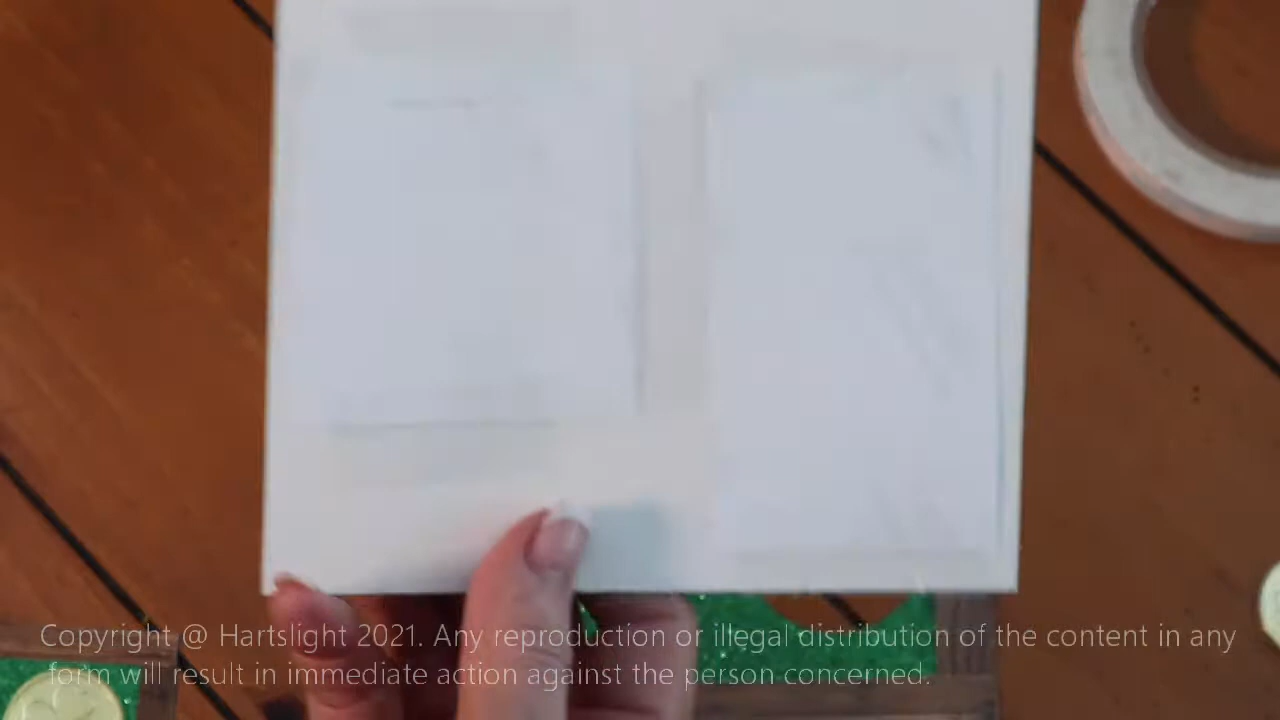 Copyright @ Hartslight 2021. Any reproduction or illegal distribution of the content in any
form will result in immediate action against the person concerned.